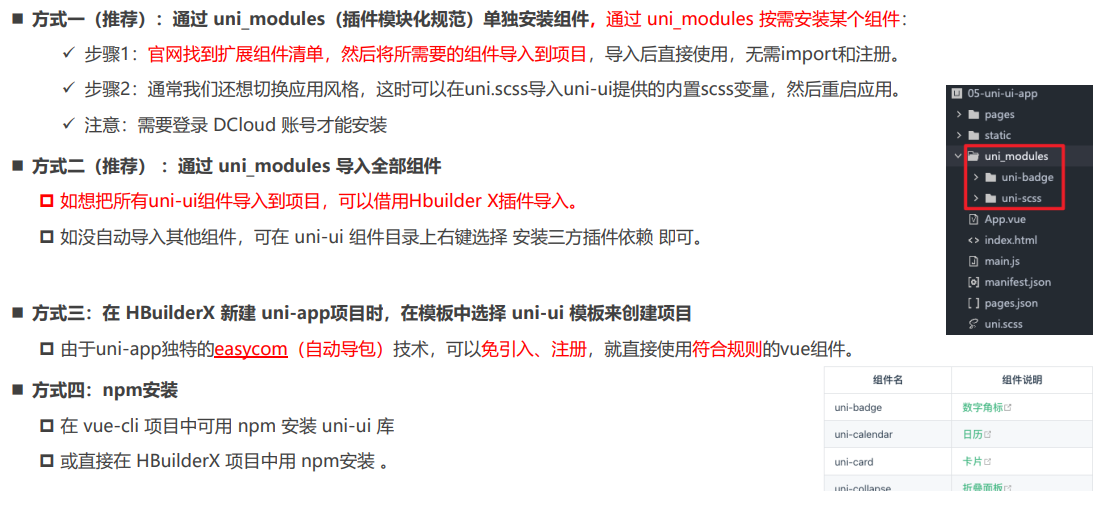 方式一（推荐）：通过 uni_modules（插件模块化规范）单独安装组件，通过 uni_modules 按需安装某个组件：
步骤1：官网找到扩展组件清单，然后将所需要的组件导入到项目，导入后直接使用，无需import和注册。
步骤2：通常我们还想切换应用风格，这时可以在uni.scss导入uni-ui提供的内置scss变量，然后重启应用。
注意：需要登录 DCloud 账号才能安装
方式二（推荐） ：通过 uni_modules 导入全部组件
如想把所有uni-ui组件导入到项目，可以借用Hbuilder X插件导入。
如没自动导入其他组件，可在 uni-ui 组件目录上右键选择 安装三方插件依赖 即可。
方式三：在 HBuilderX 新建 uni-app项目时，在模板中选择 uni-ui 模板来创建项目
由于uni-app独特的easycom（自动导包）技术，可以免引入、注册，就直接使用符合规则的vue组件。
方式四：npm安装
在 vue-cli 项目中可用 npm 安装 uni-ui 库
或直接在 HBuilderX 项目中用 npm安装 。
05-uni-ui-app
pages
static
uni_modules
uni-badge
uni-scss
App.vue
index.html
main.js
manifest.json
pages.json
uni.scss
组件名 组件说明
uni-badge 数字角标
uni-calendar 日历
uni-card 卡片
uni-collapse 折叠面板